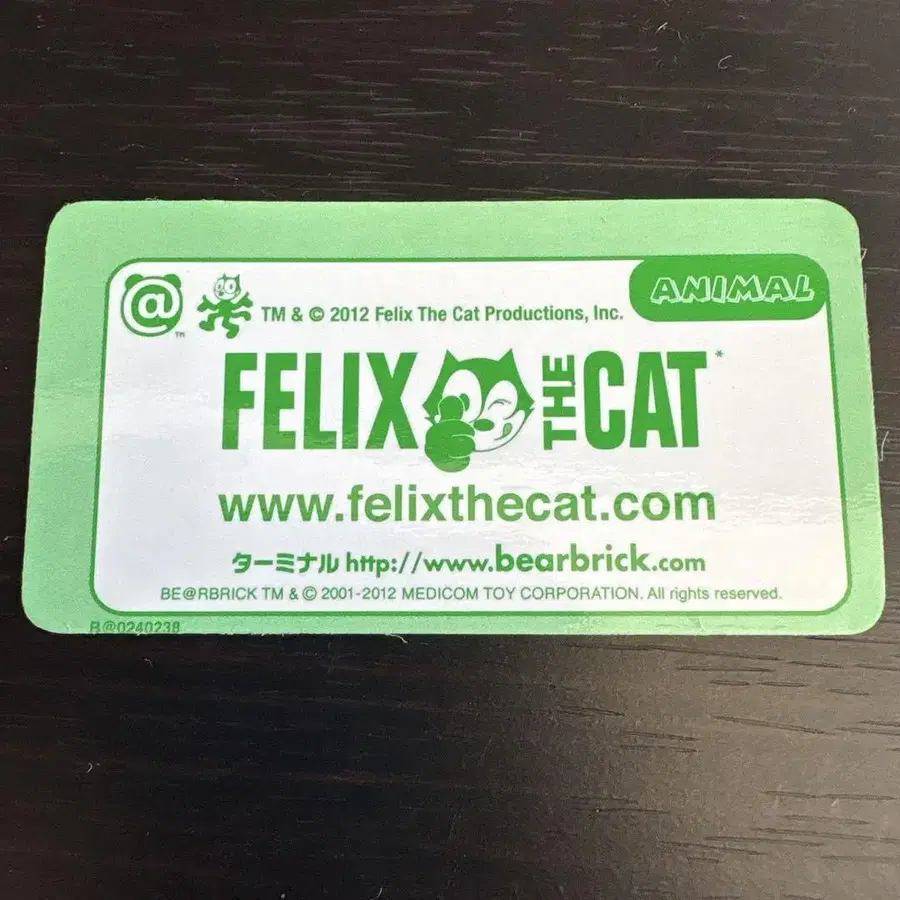 @ TM
TM & © 2012 Felix The Cat Productions, Inc.
ANIMAL
FELIX THE CAT*
www.felixthecat.com
ターミナル http://www.bearbrick.com
BE@RBRICK TM & © 2001-2012 MEDICOM TOY CORPORATION. All rights reserved.
B@0240238